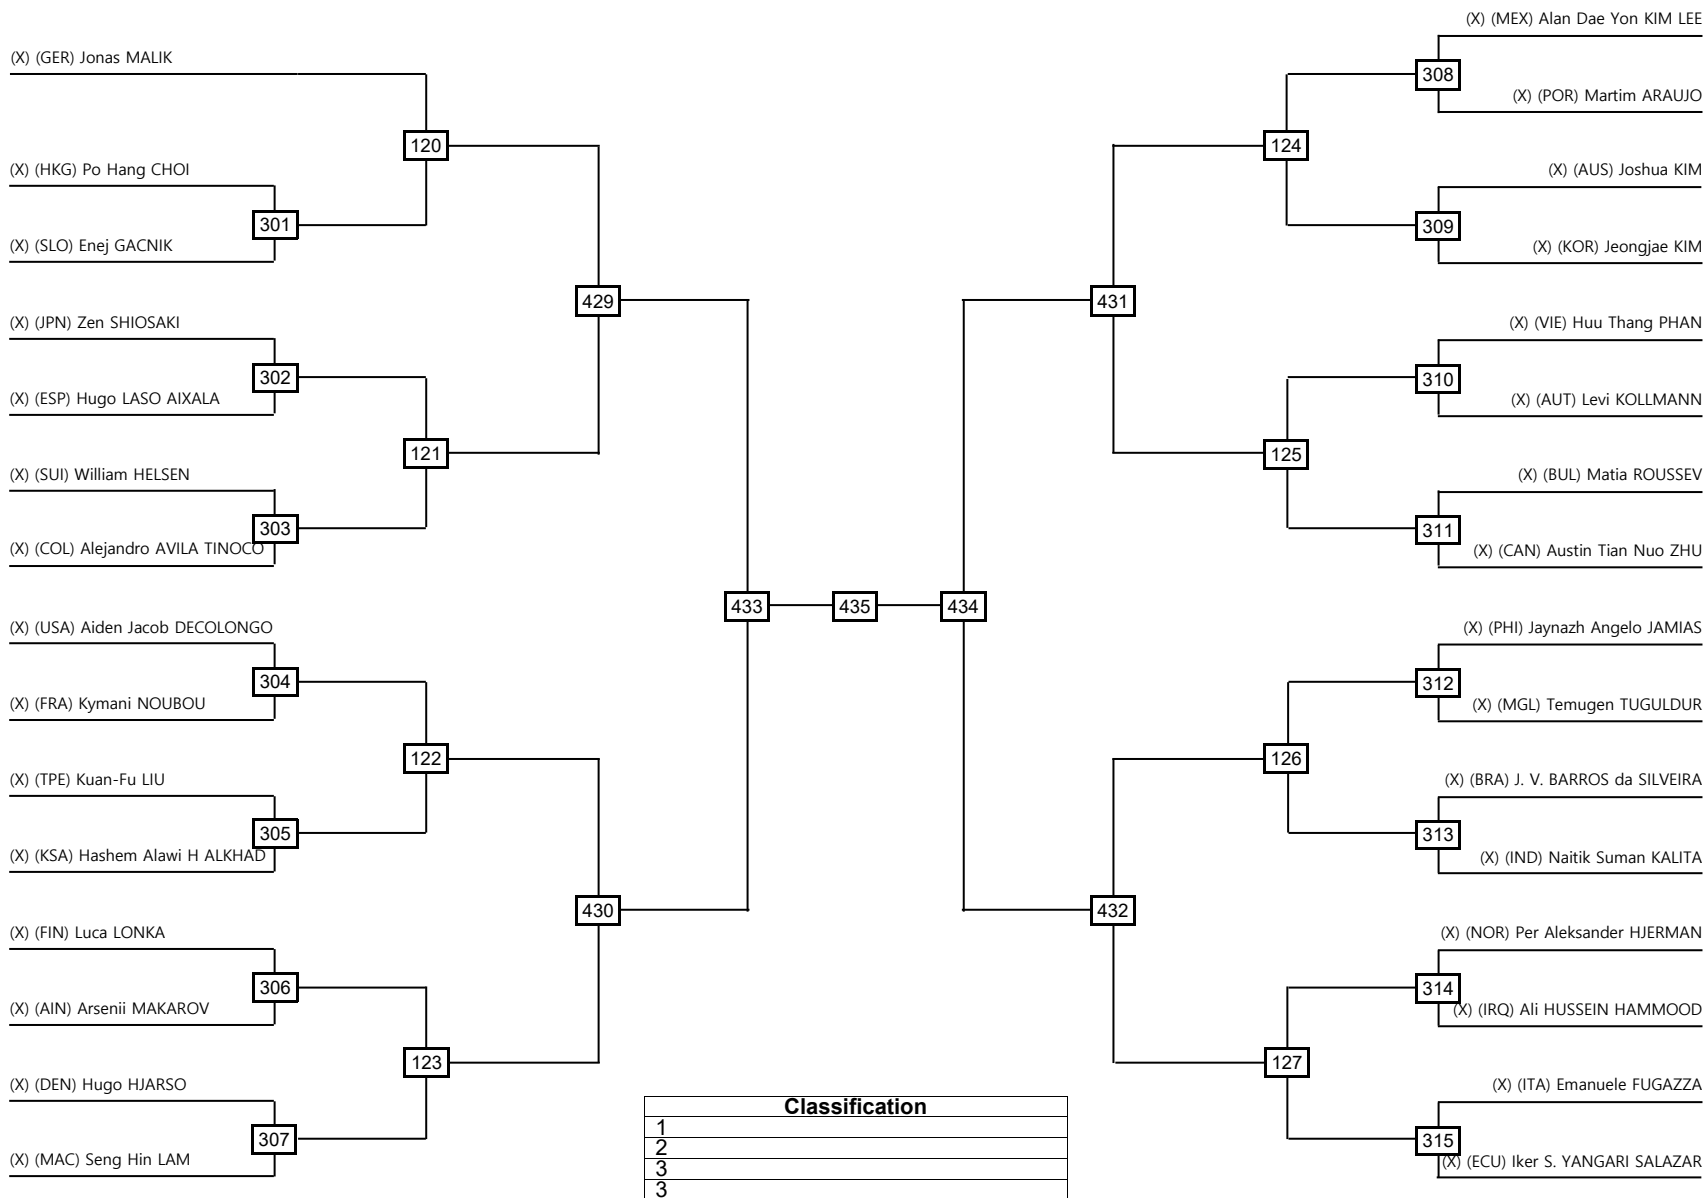 (X) (GER) Jonas MALIK
120
(X) (HKG) Po Hang CHOI
301
(X) (SLO) Enej GACNIK
429
(X) (JPN) Zen SHIOSAKI
302
(X) (ESP) Hugo LASO AIXALA
121
(X) (SUI) William HELSEN
303
(X) (COL) Alejandro AVILA TINOCO
433
435
434
(X) (USA) Aiden Jacob DECOLONGO
304
(X) (FRA) Kymani NOUBOU
122
(X) (TPE) Kuan-Fu LIU
305
(X) (KSA) Hashem Alawi H ALKHAD
430
(X) (FIN) Luca LONKA
306
(X) (AIN) Arsenii MAKAROV
123
(X) (DEN) Hugo HJARSO
307
(X) (MAC) Seng Hin LAM
(X) (MEX) Alan Dae Yon KIM LEE
308
(X) (POR) Martim ARAUJO
124
(X) (AUS) Joshua KIM
309
(X) (KOR) Jeongjae KIM
431
(X) (VIE) Huu Thang PHAN
310
(X) (AUT) Levi KOLLMANN
125
(X) (BUL) Matia ROUSSEV
311
(X) (CAN) Austin Tian Nuo ZHU
(X) (PHI) Jaynazh Angelo JAMIAS
312
(X) (MGL) Temugen TUGULDUR
126
(X) (BRA) J. V. BARROS da SILVEIRA
313
(X) (IND) Naitik Suman KALITA
432
(X) (NOR) Per Aleksander HJERMAN
314
(X) (IRQ) Ali HUSSEIN HAMMOOD
127
(X) (ITA) Emanuele FUGAZZA
315
(X) (ECU) Iker S. YANGARI SALAZAR
Classification
1
2
3
3